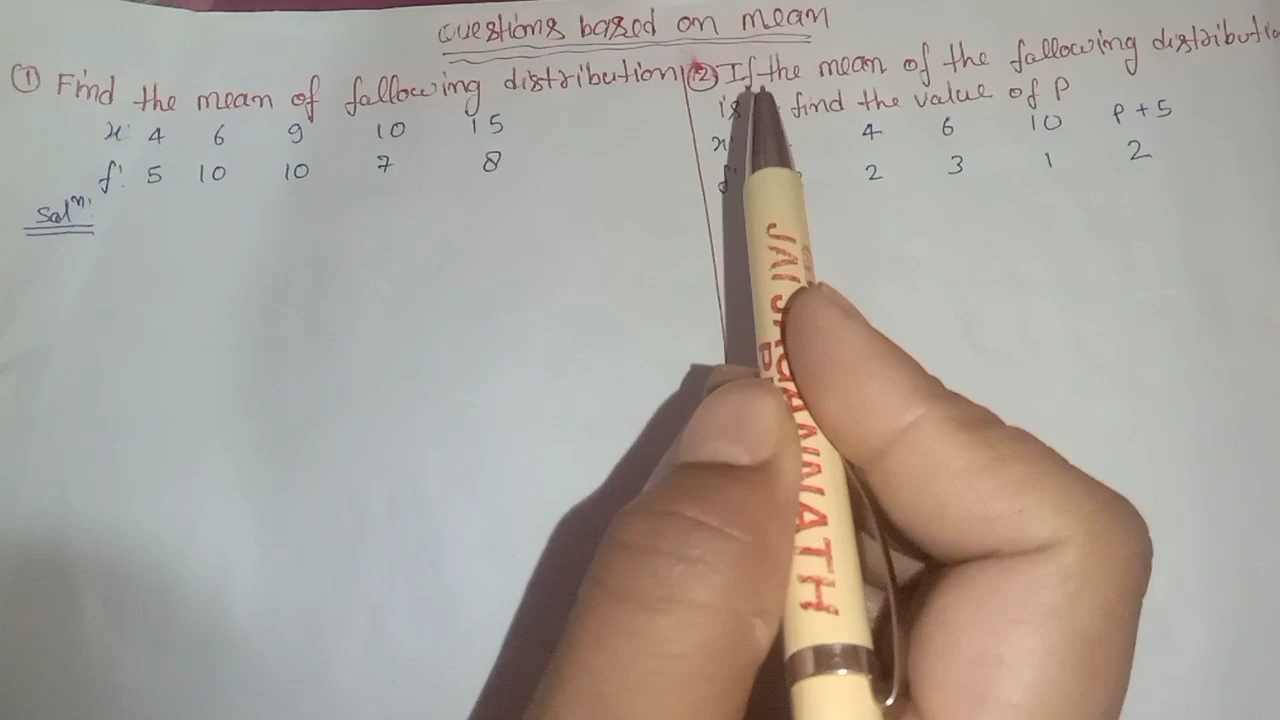 Questions based on mean
① Find the mean of following distribution
x: 4 6 9 10 15
f: 5 10 10 7 8
Solⁿ:
② If the mean of the following distributio
is find the value of P
x: 4 6 10 P+5
f: 2 3 1 2
JAI JAGANNATH